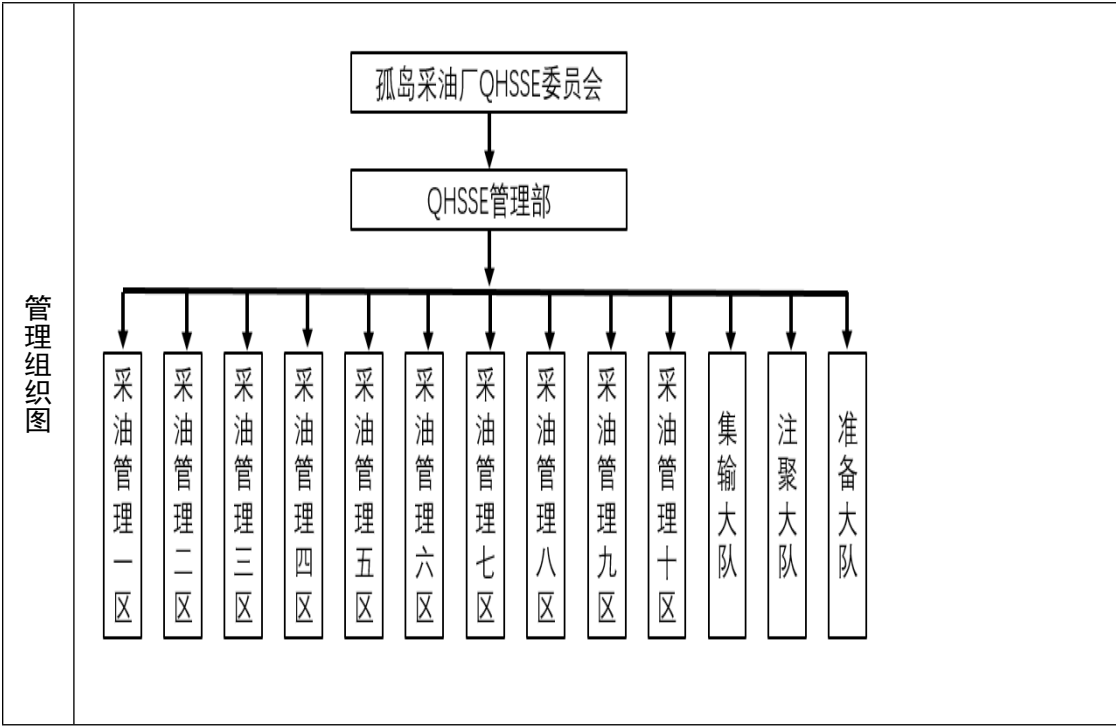 管理组织图
孤岛采油厂QHSSE委员会
QHSSE管理部
采油管理一区
采油管理二区
采油管理三区
采油管理四区
采油管理五区
采油管理六区
采油管理七区
采油管理八区
采油管理九区
采油管理十区
集输大队
注聚大队
准备大队